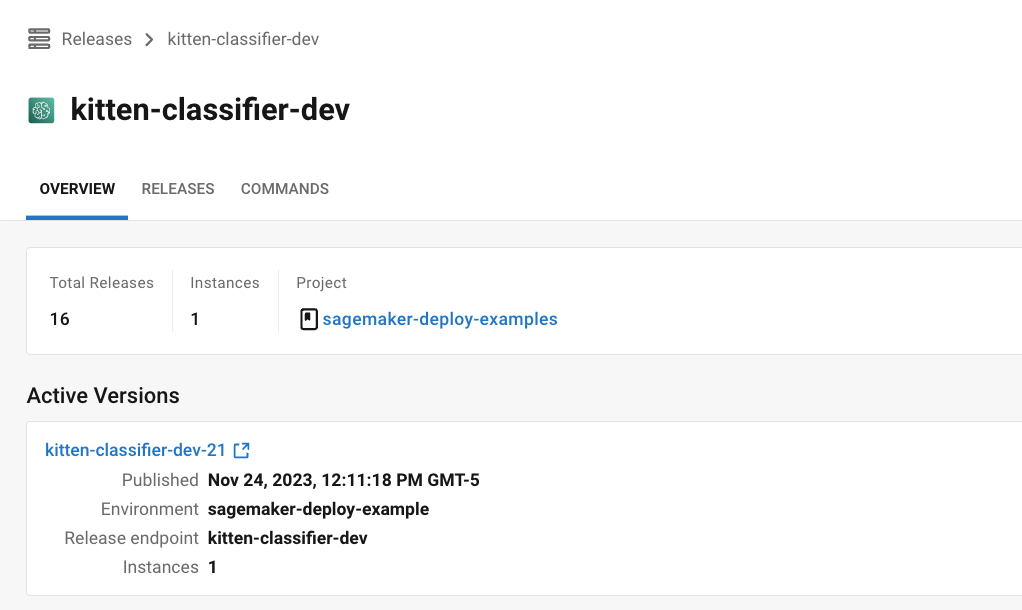 Releases > kitten-classifier-dev
kitten-classifier-dev
OVERVIEW RELEASES COMMANDS
Total Releases Instances Project
16 1 sagemaker-deploy-examples
Active Versions
kitten-classifier-dev-21
Published Nov 24, 2023, 12:11:18 PM GMT-5
Environment sagemaker-deploy-example
Release endpoint kitten-classifier-dev
Instances 1